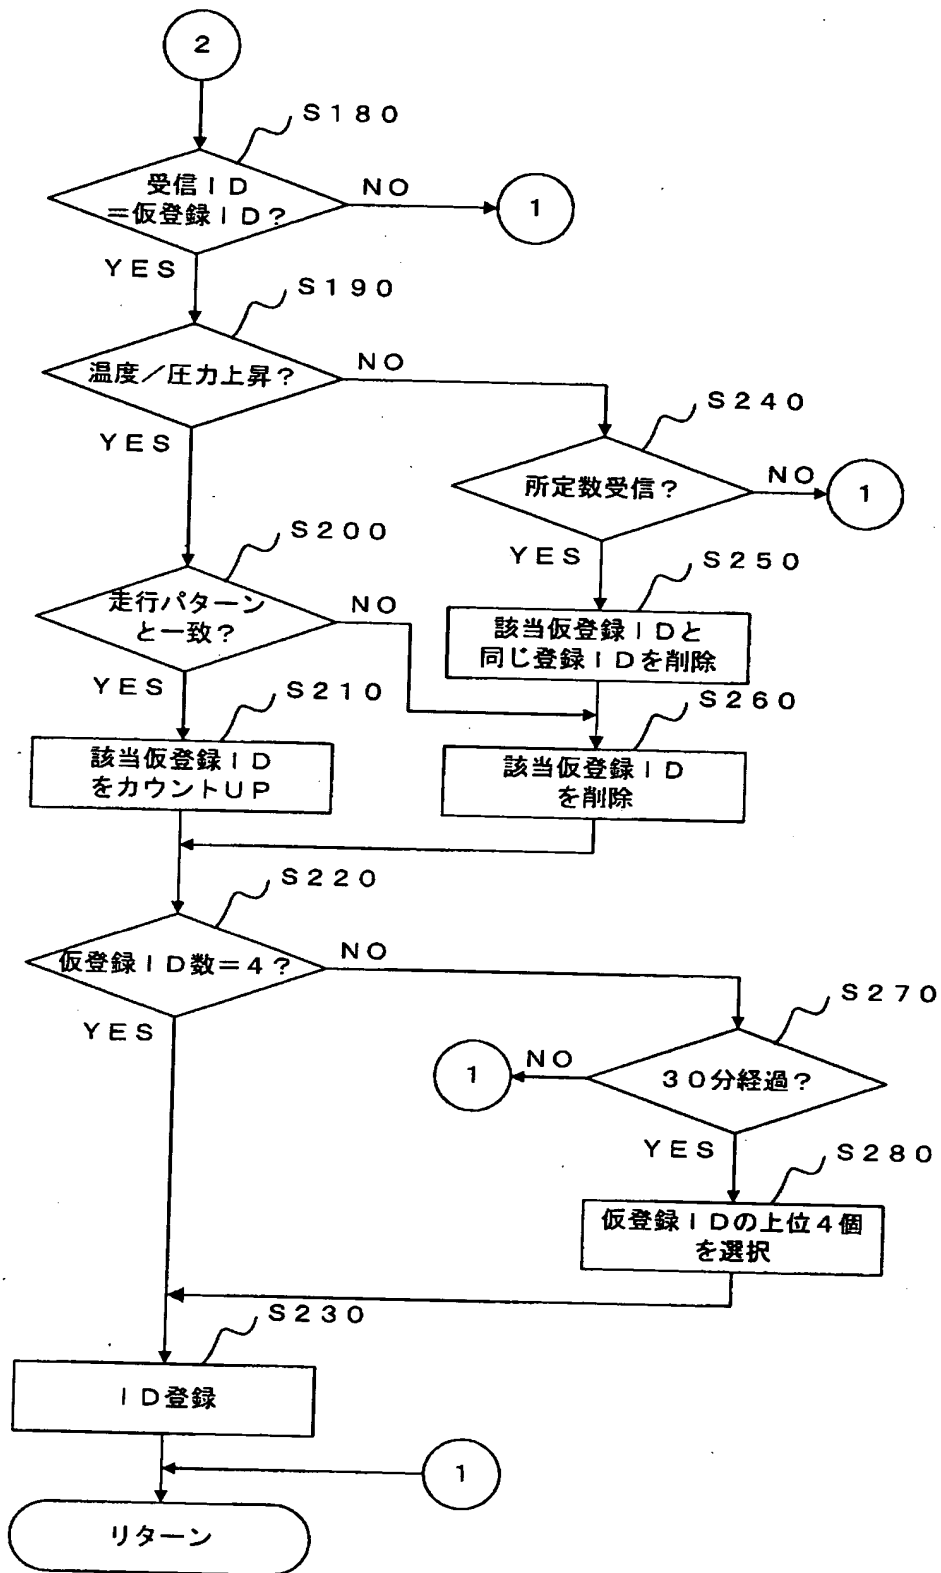 2
S180
受信ID
=仮登録ID?
NO
1
YES
S190
温度/圧力上昇?
NO
YES
S240
所定数受信?
NO
1
YES
S200
走行パターン
と一致?
NO
YES
S250
該当仮登録IDと
同じ登録IDを削除
S210
該当仮登録ID
をカウントUP
S260
該当仮登録ID
を削除
S220
仮登録ID数=4?
NO
YES
S270
30分経過?
NO
1
YES
S280
仮登録IDの上位4個
を選択
S230
ID登録
1
リターン